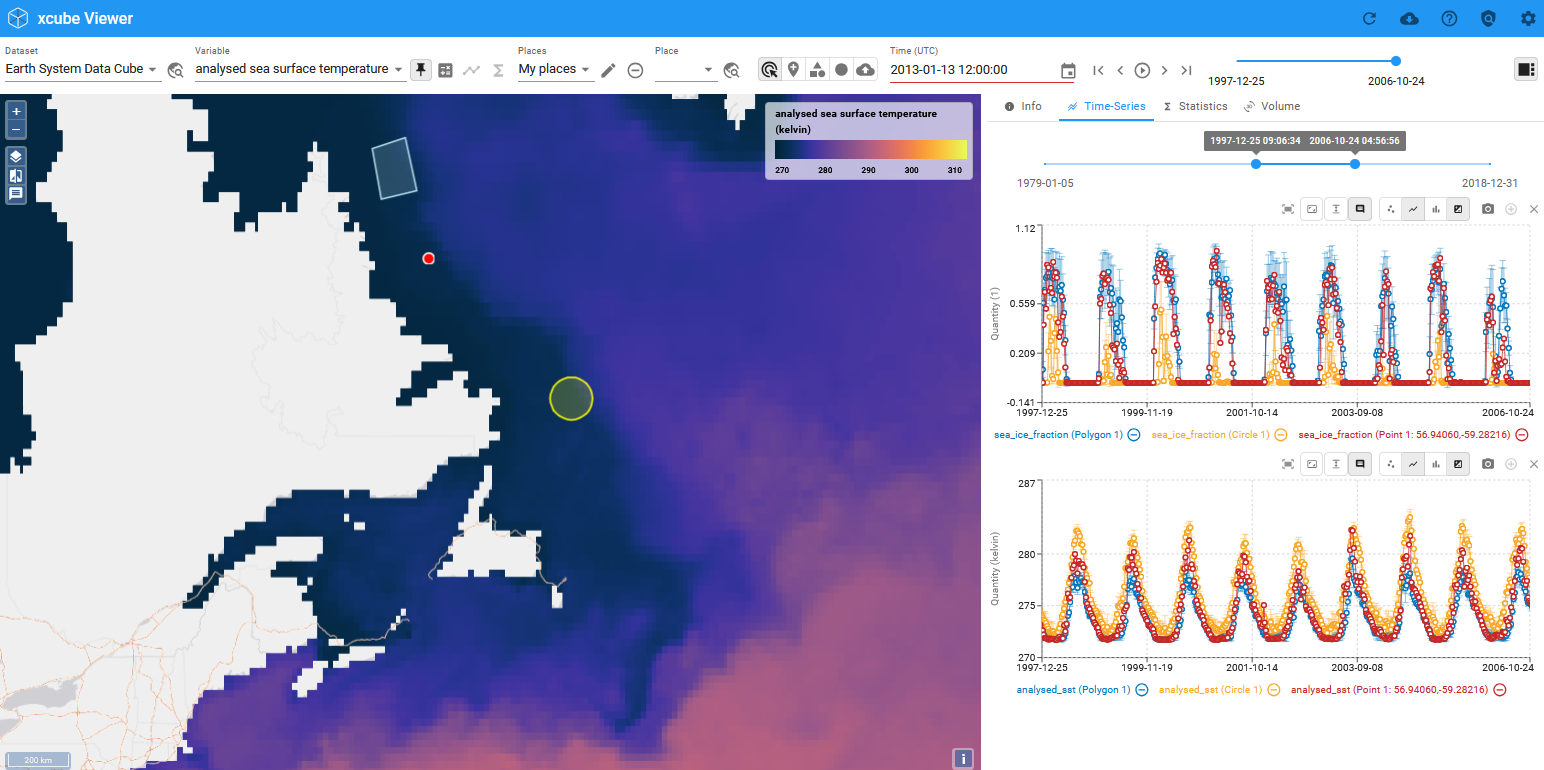 xcube Viewer
Dataset
Earth System Data Cube
Variable
analysed sea surface temperature
Places
My places
Place
Time (UTC)
2013-01-13 12:00:00
1997-12-25 2006-10-24
+
−
analysed sea surface temperature
(kelvin)
270 280 290 300 310
200 km
i
Info Time-Series Statistics Volume
1997-12-25 09:06:34 2006-10-24 04:56:56
1979-01-05 2018-12-31
1.12
0.559
0.209
-0.141
Quantity (1)
1997-12-25 1999-11-19 2001-10-14 2003-09-08 2006-10-24
sea_ice_fraction (Polygon 1) sea_ice_fraction (Circle 1) sea_ice_fraction (Point 1: 56.94060,-59.28216)
287
280
275
270
Quantity (kelvin)
1997-12-25 1999-11-19 2001-10-14 2003-09-08 2006-10-24
analysed_sst (Polygon 1) analysed_sst (Circle 1) analysed_sst (Point 1: 56.94060,-59.28216)